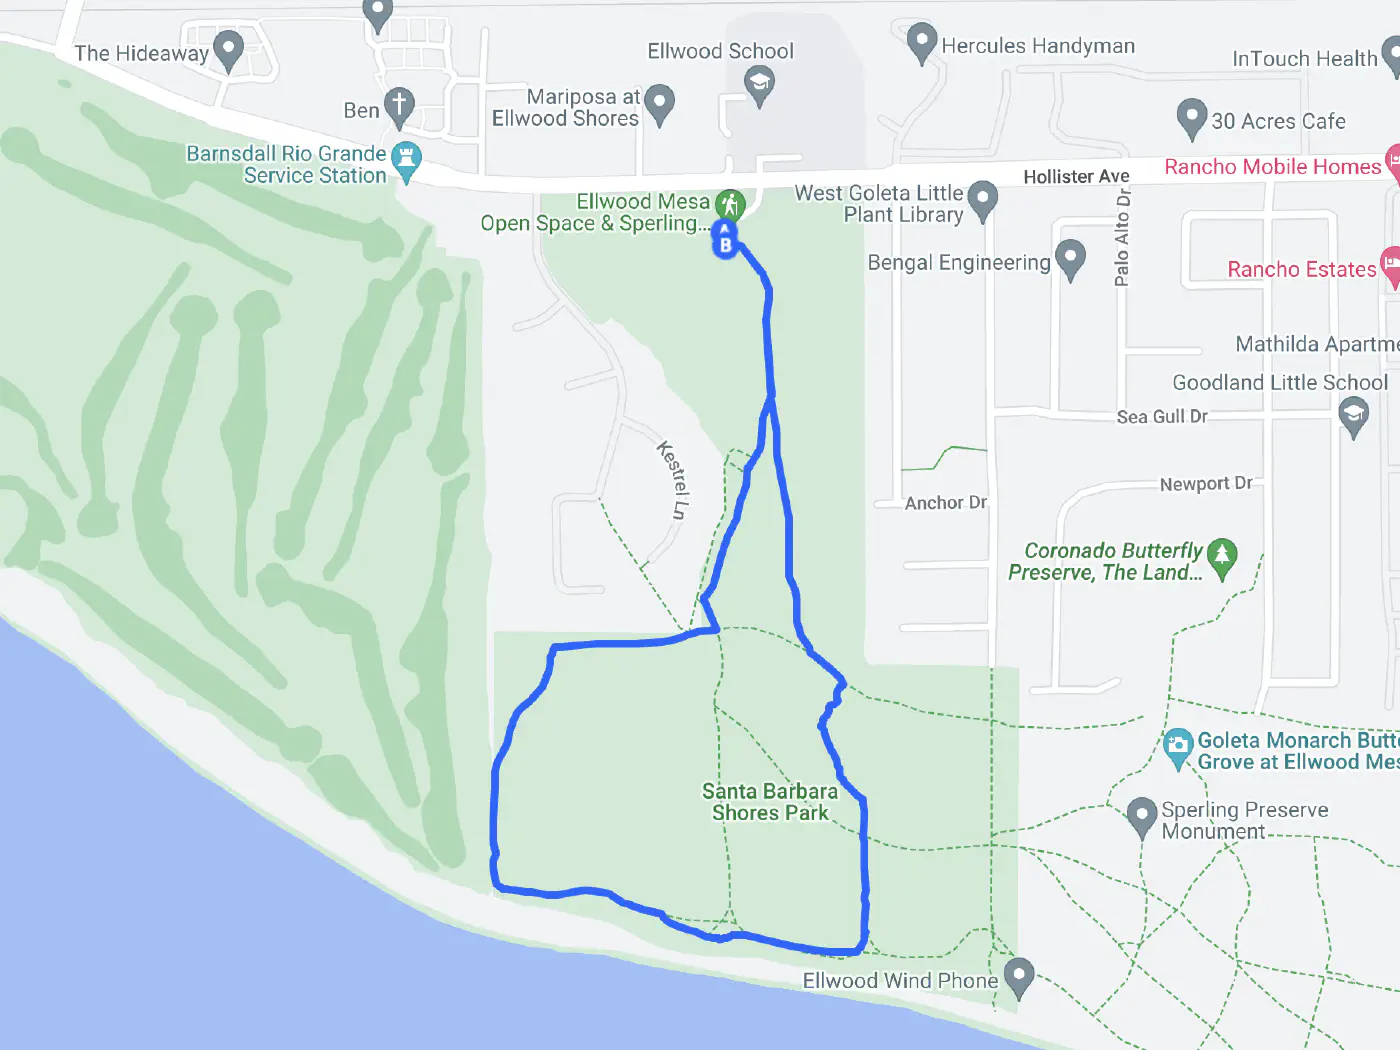 The Hideaway
Ellwood School
Hercules Handyman
InTouch Health
Ben
Mariposa at
Ellwood Shores
30 Acres Cafe
Barnsdall Rio Grande
Service Station
Hollister Ave
Rancho Mobile Homes
Ellwood Mesa
Open Space & Sperling...
A
B
West Goleta Little
Plant Library
Palo Alto Dr
Bengal Engineering
Rancho Estates
Mathilda Apartme
Goodland Little School
Sea Gull Dr
Kestrel Ln
Anchor Dr
Newport Dr
Coronado Butterfly
Preserve, The Land...
Goleta Monarch Butte
Grove at Ellwood Mes
Santa Barbara
Shores Park
Sperling Preserve
Monument
Ellwood Wind Phone